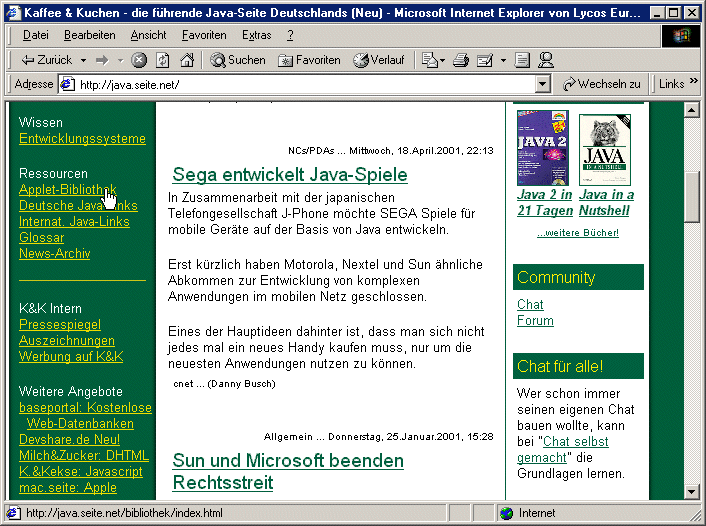 Kaffee & Kuchen - die führende Java-Seite Deutschlands (Neu) - Microsoft Internet Explorer von Lycos Eur...
Datei Bearbeiten Ansicht Favoriten Extras ?
Zurück Suchen Favoriten Verlauf
Adresse http://java.seite.net/ Wechseln zu Links »
Wissen
Entwicklungssysteme
Ressourcen
Applet-Bibliothek
Deutsche Java-Links
Internat. Java-Links
Glossar
News-Archiv
K&K Intern
Pressespiegel
Auszeichnungen
Werbung auf K&K
Weitere Angebote
baseportal: Kostenlose
Web-Datenbanken
Devshare.de Neu!
Milch&Zucker: DHTML
K.&Kekse: Javascript
mac.seite: Apple
NCs/PDAs ... Mittwoch, 18.April.2001, 22:13
Sega entwickelt Java-Spiele
In Zusammenarbeit mit der japanischen
Telefongesellschaft J-Phone möchte SEGA Spiele für
mobile Geräte auf der Basis von Java entwickeln.
Erst kürzlich haben Motorola, Nextel und Sun ähnliche
Abkommen zur Entwicklung von komplexen
Anwendungen im mobilen Netz geschlossen.
Eines der Hauptideen dahinter ist, dass man sich nicht
jedes mal ein neues Handy kaufen muss, nur um die
neuesten Anwendungen nutzen zu können.
cnet ... (Danny Busch)
Allgemein ... Donnerstag, 25.Januar.2001, 15:28
Sun und Microsoft beenden
Rechtsstreit
JAVA 2
JAVA
Java 2 in
21 Tagen
Java in a
Nutshell
...weitere Bücher!
Community
Chat
Forum
Chat für alle!
Wer schon immer
seinen eigenen Chat
bauen wollte, kann
bei "Chat selbst
gemacht" die
Grundlagen lernen.
http://java.seite.net/bibliothek/index.html Internet